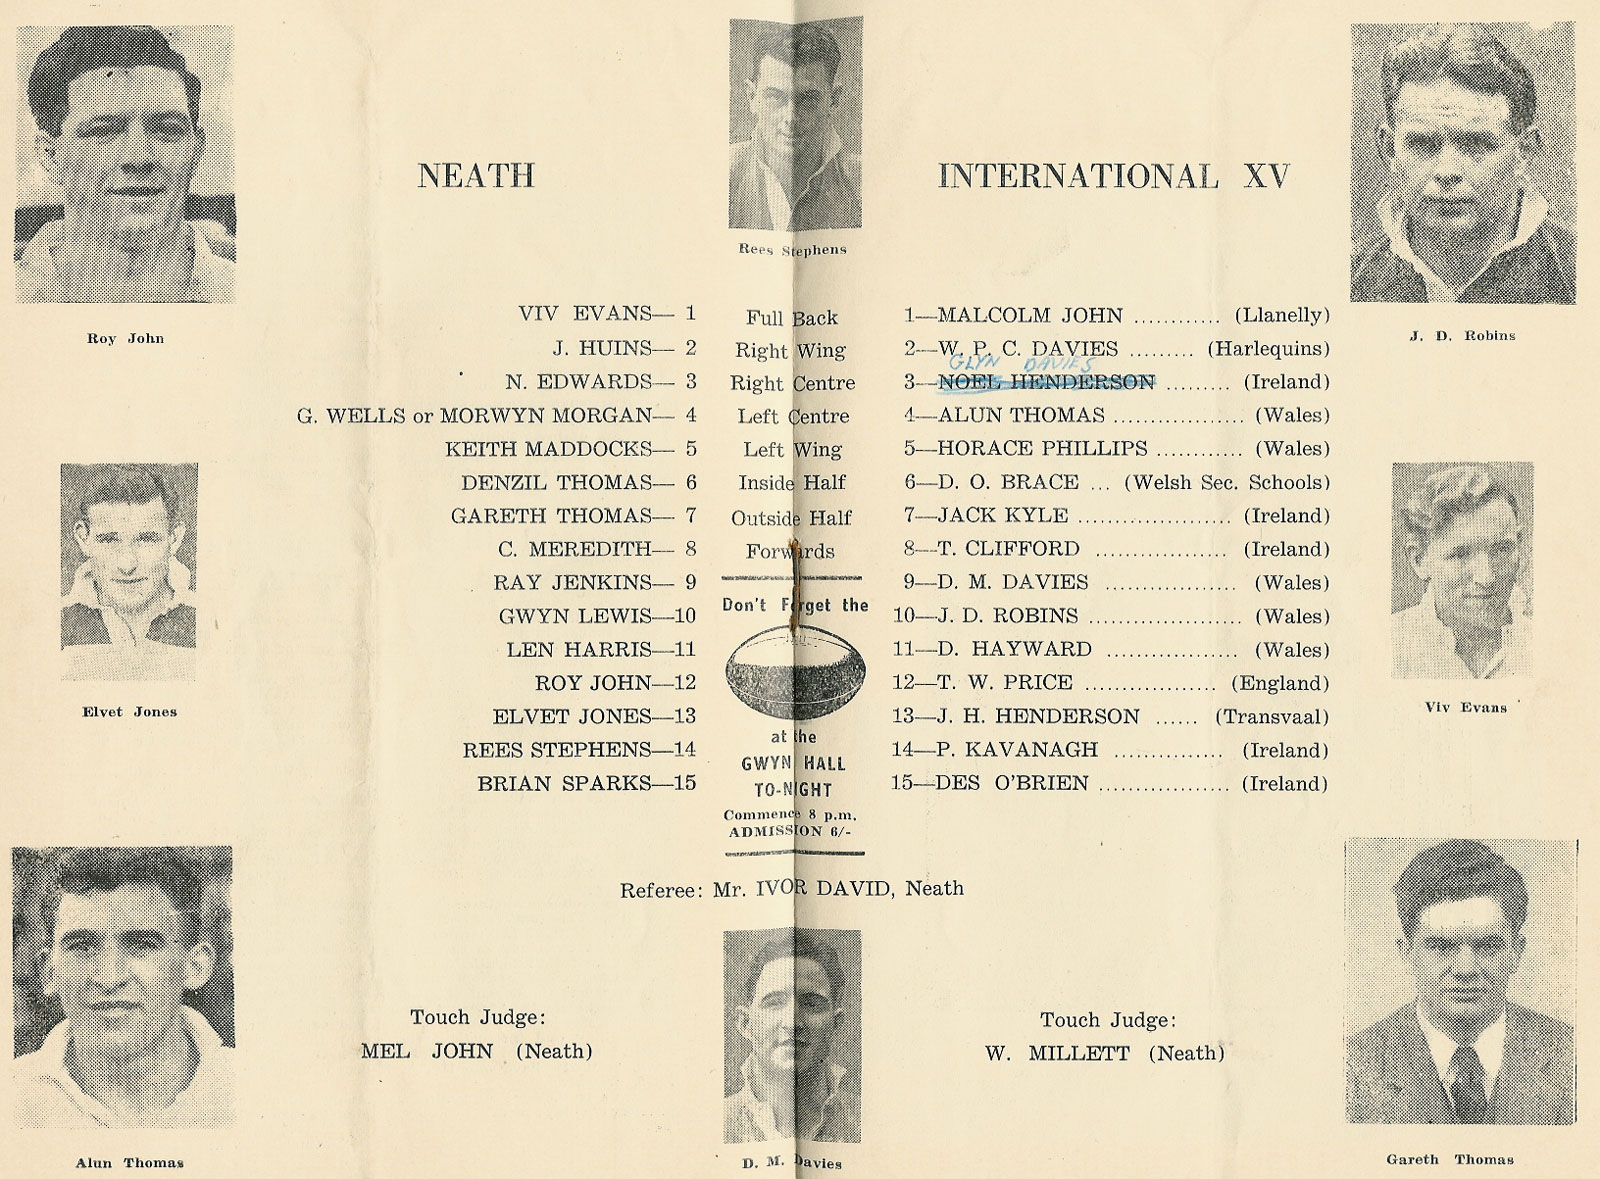 NEATH
INTERNATIONAL XV
Rees Stephens
Roy John
J. D. Robins
VIV EVANS— 1 Full Back 1—MALCOLM JOHN ............ (Llanelly)
J. HUINS— 2 Right Wing 2—W. P. C. DAVIES ......... (Harlequins)
GLYN DAVIES
N. EDWARDS— 3 Right Centre 3—NOEL HENDERSON ......... (Ireland)
G. WELLS or MORWYN MORGAN— 4 Left Centre 4—ALUN THOMAS .................. (Wales)
KEITH MADDOCKS— 5 Left Wing 5—HORACE PHILLIPS ............ (Wales)
DENZIL THOMAS— 6 Inside Half 6—D. O. BRACE ... (Welsh Sec. Schools)
GARETH THOMAS— 7 Outside Half 7—JACK KYLE ..................... (Ireland)
C. MEREDITH— 8 Forwards 8—T. CLIFFORD .................. (Ireland)
RAY JENKINS— 9 9—D. M. DAVIES .................. (Wales)
GWYN LEWIS—10 10—J. D. ROBINS ..................... (Wales)
LEN HARRIS—11 11—D. HAYWARD ..................... (Wales)
ROY JOHN—12 12—T. W. PRICE .................. (England)
ELVET JONES—13 13—J. H. HENDERSON ...... (Transvaal)
REES STEPHENS—14 14—P. KAVANAGH ............... (Ireland)
BRIAN SPARKS—15 15—DES O'BRIEN .................. (Ireland)
Don't Forget the
at the
GWYN HALL
TO-NIGHT
Commence 8 p.m.
ADMISSION 6/-
Elvet Jones
Viv Evans
Referee: Mr. IVOR DAVID, Neath
Touch Judge:
MEL JOHN (Neath)
Touch Judge:
W. MILLETT (Neath)
Alun Thomas
D. M. Davies
Gareth Thomas